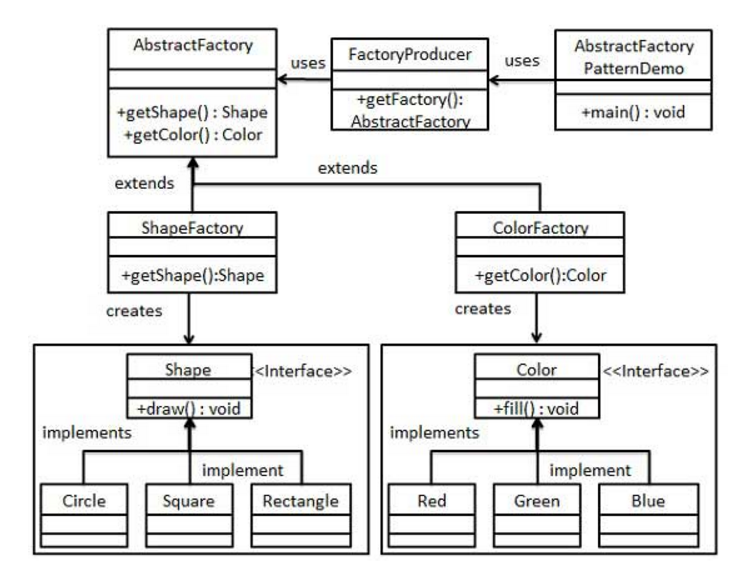 AbstractFactory
+getShape() : Shape
+getColor() : Color
uses
FactoryProducer
+getFactory():
AbstractFactory
uses
AbstractFactory
PatternDemo
+main() : void
extends
extends
ShapeFactory
+getShape():Shape
ColorFactory
+getColor():Color
creates
creates
Shape
<<Interface>>
+draw() : void
implements
implement
Circle
Square
Rectangle
Color
<<Interface>>
+fill() : void
implements
implement
Red
Green
Blue